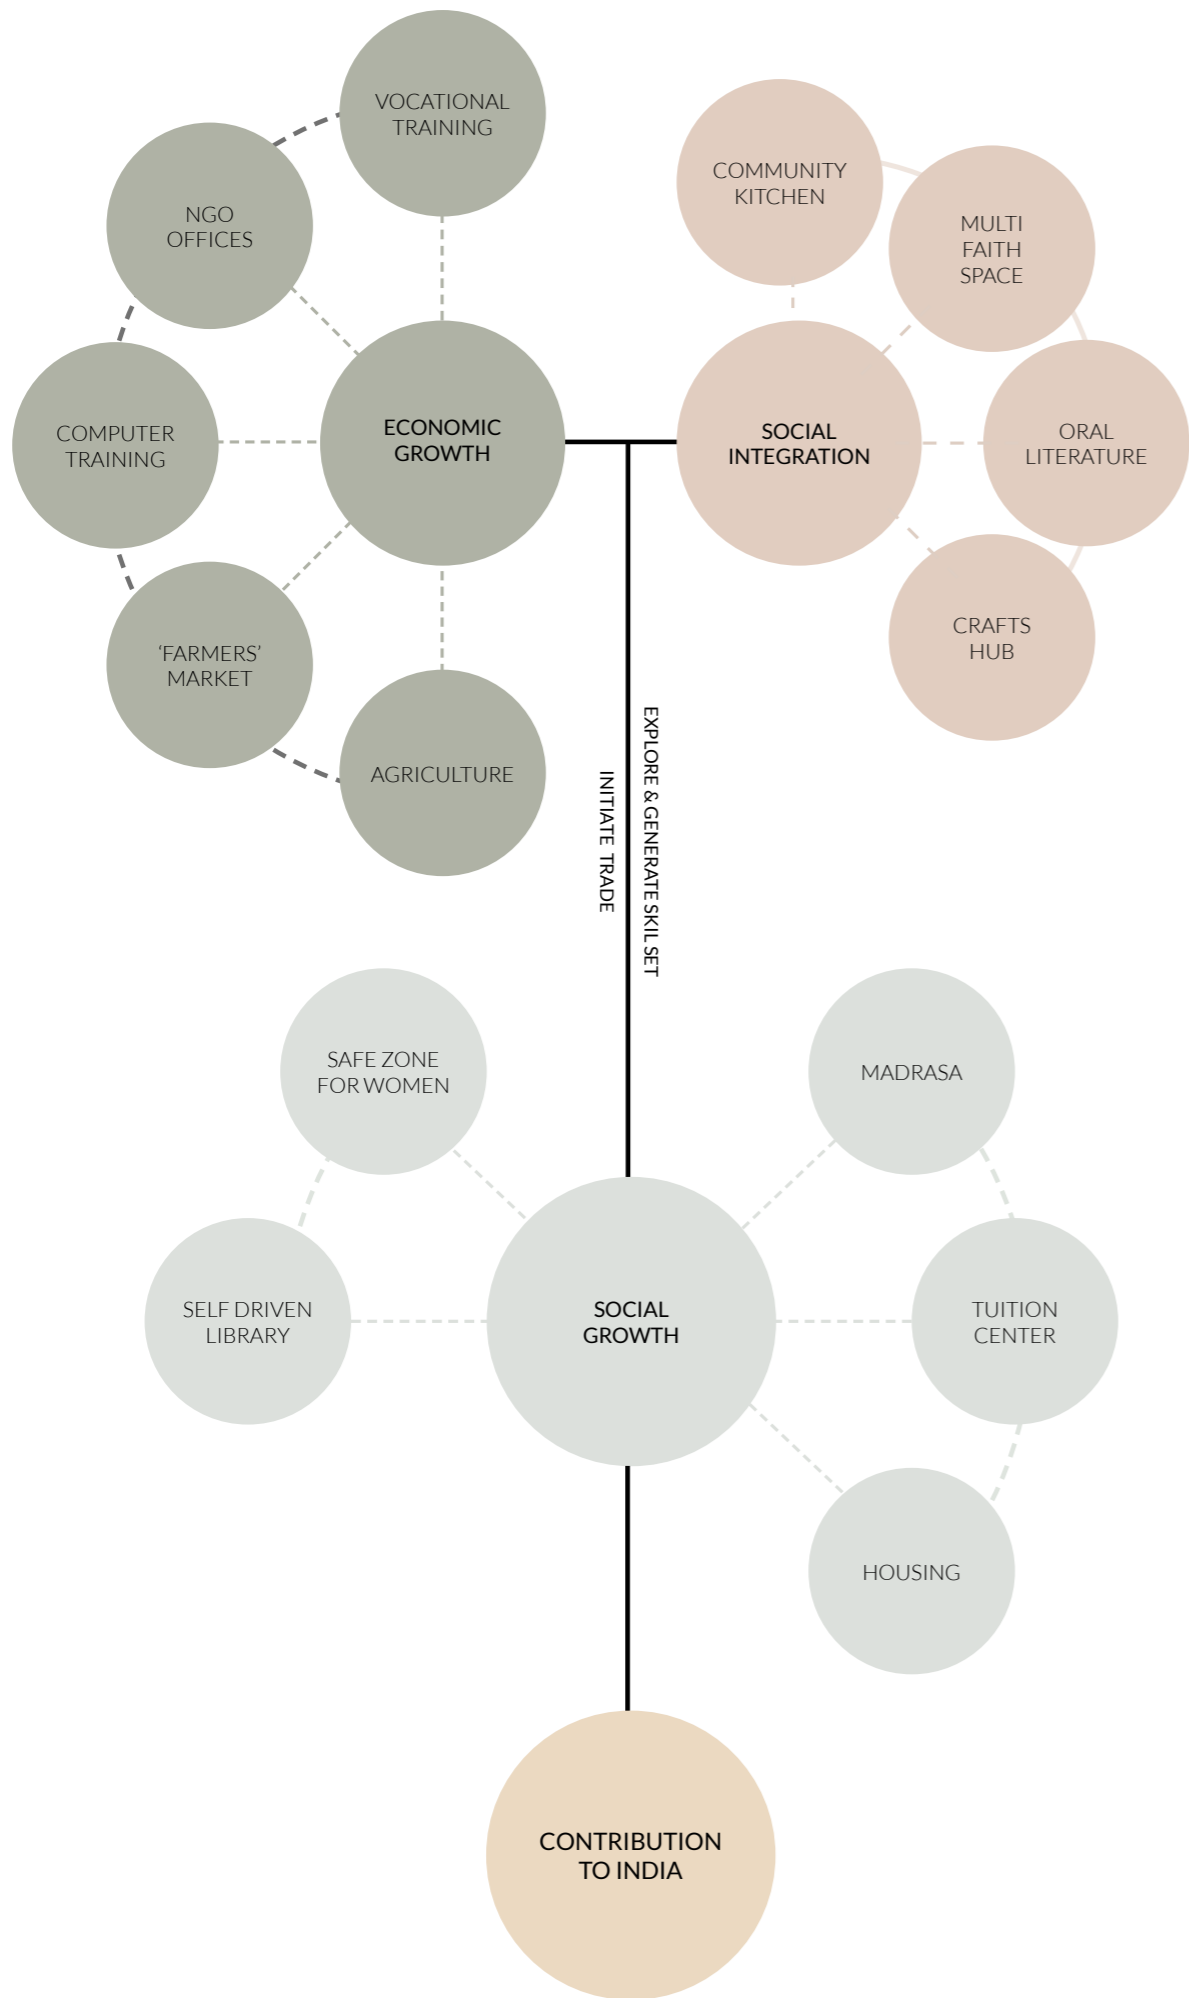 VOCATIONAL
TRAINING
NGO
OFFICES
COMPUTER
TRAINING
ECONOMIC
GROWTH
‘FARMERS’
MARKET
AGRICULTURE
COMMUNITY
KITCHEN
MULTI
FAITH
SPACE
SOCIAL
INTEGRATION
ORAL
LITERATURE
CRAFTS
HUB
EXPLORE & GENERATE SKIL SET
INITIATE TRADE
SAFE ZONE
FOR WOMEN
MADRASA
SELF DRIVEN
LIBRARY
SOCIAL
GROWTH
TUITION
CENTER
HOUSING
CONTRIBUTION
TO INDIA